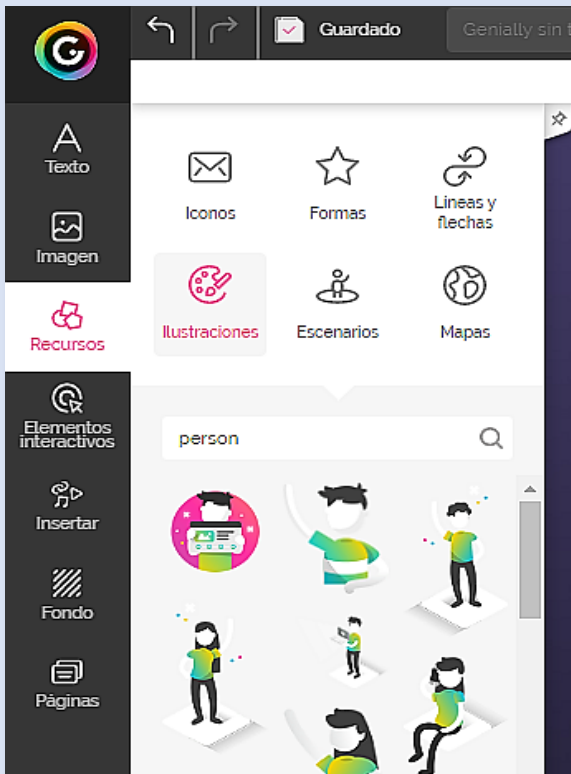 Guardado
Genially sin t
Texto
Imagen
Recursos
Elementos
interactivos
Insertar
Fondo
Páginas
Iconos
Formas
Lineas y
flechas
Ilustraciones
Escenarios
Mapas
person